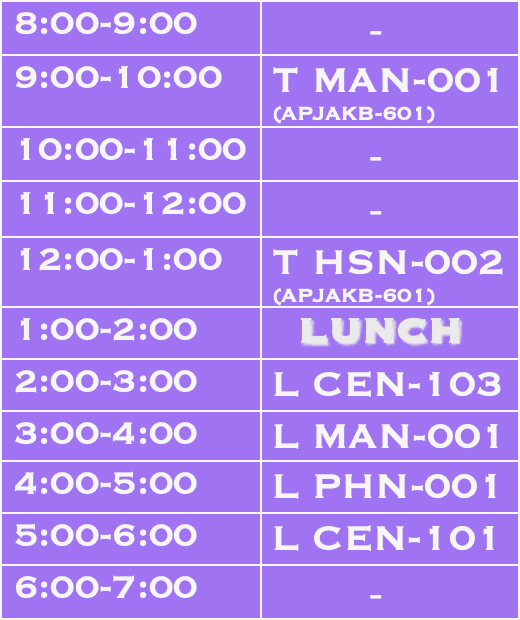 8:00-9:00 -
9:00-10:00 T MAN-001
(APJAKB-601)
10:00-11:00 -
11:00-12:00 -
12:00-1:00 T HSN-002
(APJAKB-601)
1:00-2:00 LUNCH
2:00-3:00 L CEN-103
3:00-4:00 L MAN-001
4:00-5:00 L PHN-001
5:00-6:00 L CEN-101
6:00-7:00 -